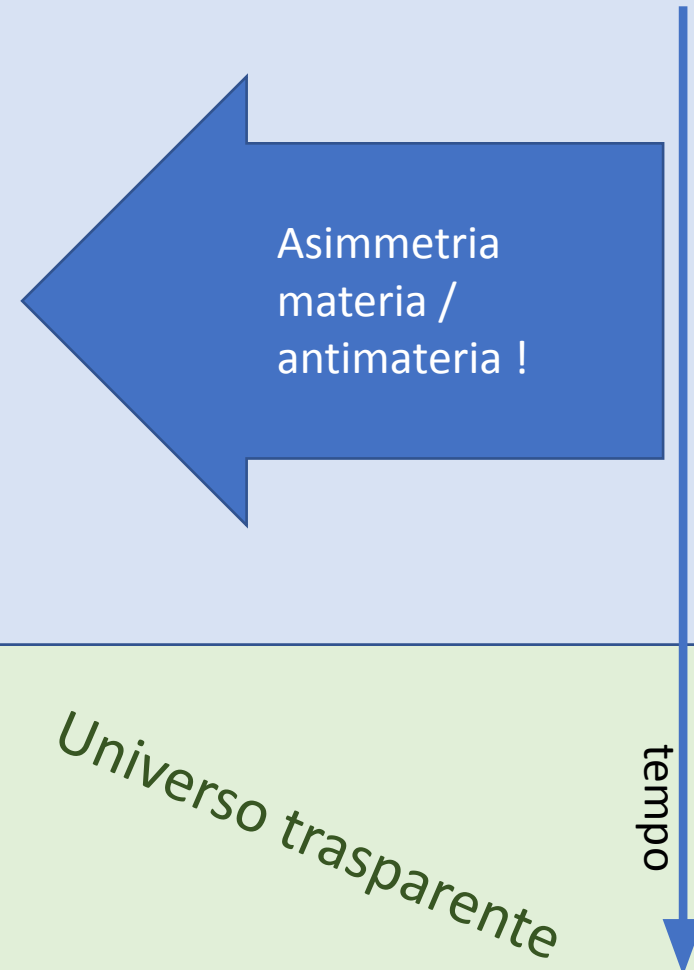 Asimmetria
materia /
antimateria !
Universo trasparente
tempo